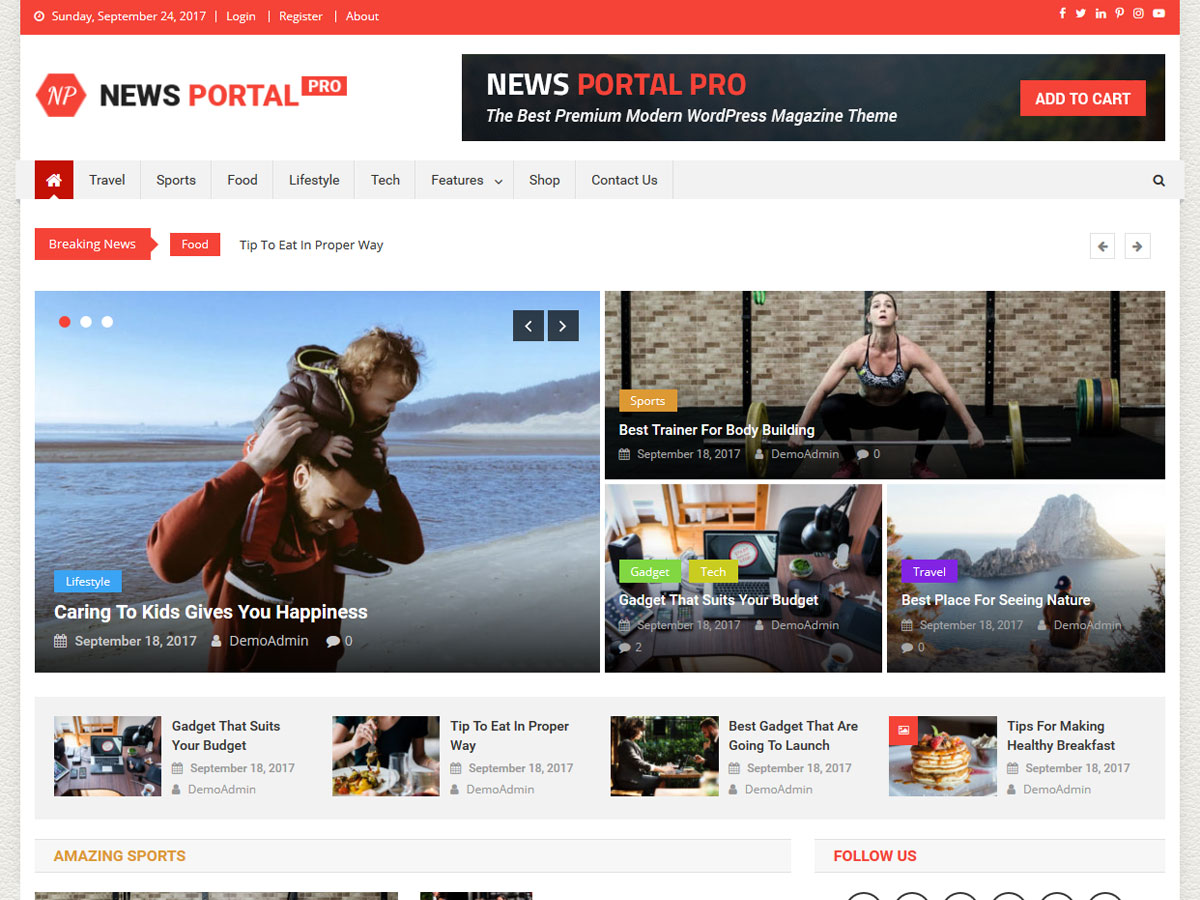 Sunday, September 24, 2017 | Login | Register | About
NP NEWS PORTAL PRO
NEWS PORTAL PRO
The Best Premium Modern WordPress Magazine Theme
ADD TO CART
Travel Sports Food Lifestyle Tech Features Shop Contact Us
Breaking News Food Tip To Eat In Proper Way
Lifestyle
Caring To Kids Gives You Happiness
September 18, 2017 DemoAdmin 0
Sports
Best Trainer For Body Building
September 18, 2017 DemoAdmin 0
Gadget Tech
Gadget That Suits Your Budget
September 18, 2017 DemoAdmin
2
Travel
Best Place For Seeing Nature
September 18, 2017 DemoAdmin
0
Gadget That Suits
Your Budget
September 18, 2017
DemoAdmin
Tip To Eat In Proper
Way
September 18, 2017
DemoAdmin
Best Gadget That Are
Going To Launch
September 18, 2017
DemoAdmin
Tips For Making
Healthy Breakfast
September 18, 2017
DemoAdmin
AMAZING SPORTS
FOLLOW US